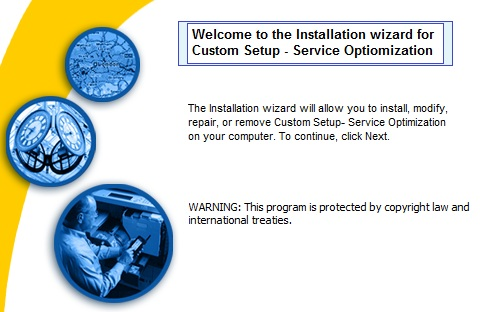 Welcome to the Installation wizard for
Custom Setup - Service Optiomization
The Installation wizard will allow you to install, modify,
repair, or remove Custom Setup- Service Optimization
on your computer. To continue, click Next.
WARNING: This program is protected by copyright law and
international treaties.